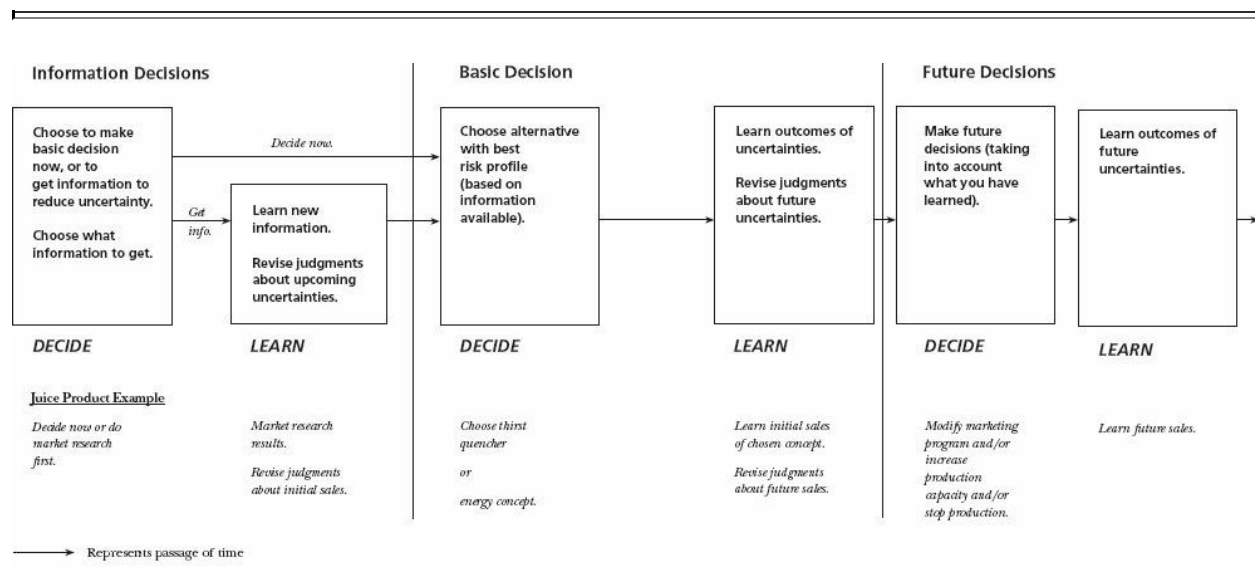 Information Decisions
Basic Decision
Future Decisions
Choose to make
basic decision
now, or to
get information to
reduce uncertainty.
Choose what
information to get.
Decide now.
Get
info.
Learn new
information.
Revise judgments
about upcoming
uncertainties.
Choose alternative
with best
risk profile
(based on
information
available).
Learn outcomes of
uncertainties.
Revise judgments
about future
uncertainties.
Make future
decisions (taking
into account
what you have
learned).
Learn outcomes of
future
uncertainties.
DECIDE
LEARN
DECIDE
LEARN
DECIDE
LEARN
Juice Product Example
Decide now or do
market research
first.
Market research
results.
Revise judgments
about initial sales.
Choose thirst
quencher
or
energy concept.
Learn initial sales
of chosen concept.
Revise judgments
about future sales.
Modify marketing
program and/or
increase
production
capacity and/or
stop production.
Learn future sales.
Represents passage of time